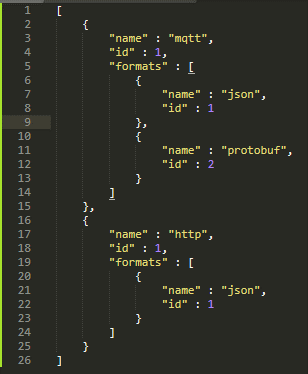 1 [
2 {
3 "name" : "mqtt",
4 "id" : 1,
5 "formats" : [
6 {
7 "name" : "json",
8 "id" : 1
9 },
10 {
11 "name" : "protobuf",
12 "id" : 2
13 }
14 ]
15 },
16 {
17 "name" : "http",
18 "id" : 1,
19 "formats" : [
20 {
21 "name" : "json",
22 "id" : 1
23 }
24 ]
25 }
26 ]